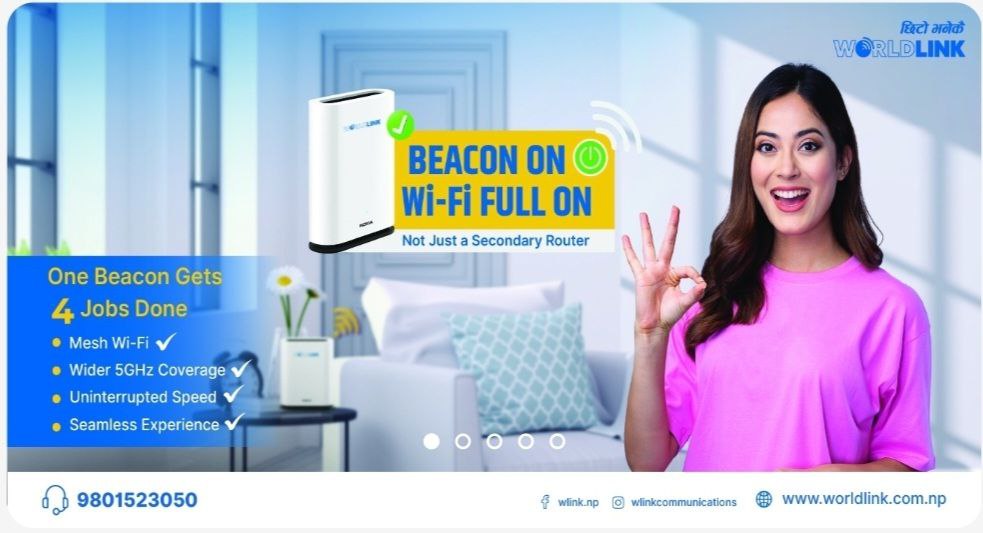 छिटो भनेकै
WORLDLINK
WORLDLINK
BEACON ON
Wi-Fi FULL ON
NOKIA
Not Just a Secondary Router
One Beacon Gets
4 Jobs Done
Mesh Wi-Fi
Wider 5GHz Coverage
Uninterrupted Speed
Seamless Experience
WORLDLINK
9801523050
wlink.np
wlinkcommunications
www.worldlink.com.np